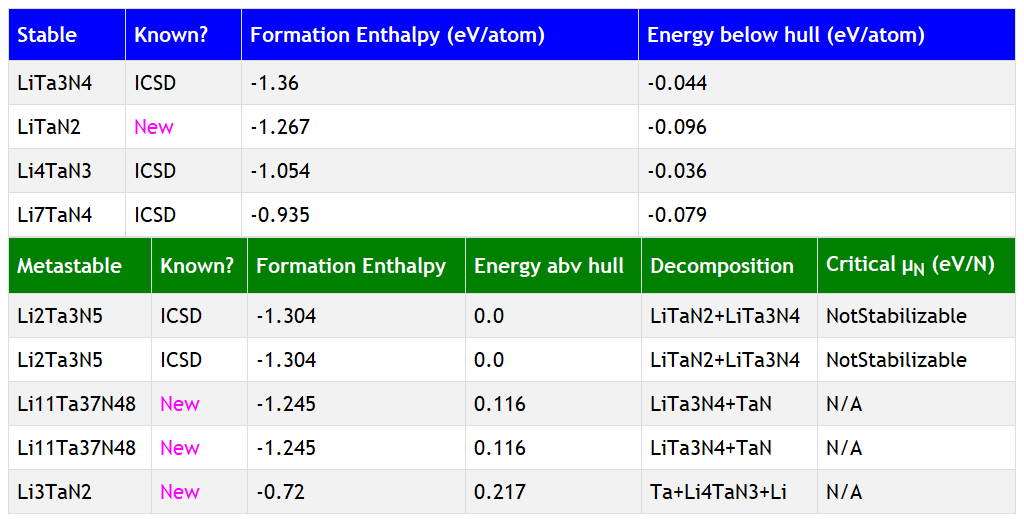 Stable Known? Formation Enthalpy (eV/atom) Energy below hull (eV/atom)
LiTa3N4 ICSD -1.36 -0.044
LiTaN2 New -1.267 -0.096
Li4TaN3 ICSD -1.054 -0.036
Li7TaN4 ICSD -0.935 -0.079
Metastable Known? Formation Enthalpy Energy abv hull Decomposition Critical μN (eV/N)
Li2Ta3N5 ICSD -1.304 0.0 LiTaN2+LiTa3N4 NotStabilizable
Li2Ta3N5 ICSD -1.304 0.0 LiTaN2+LiTa3N4 NotStabilizable
Li11Ta37N48 New -1.245 0.116 LiTa3N4+TaN N/A
Li11Ta37N48 New -1.245 0.116 LiTa3N4+TaN N/A
Li3TaN2 New -0.72 0.217 Ta+Li4TaN3+Li N/A